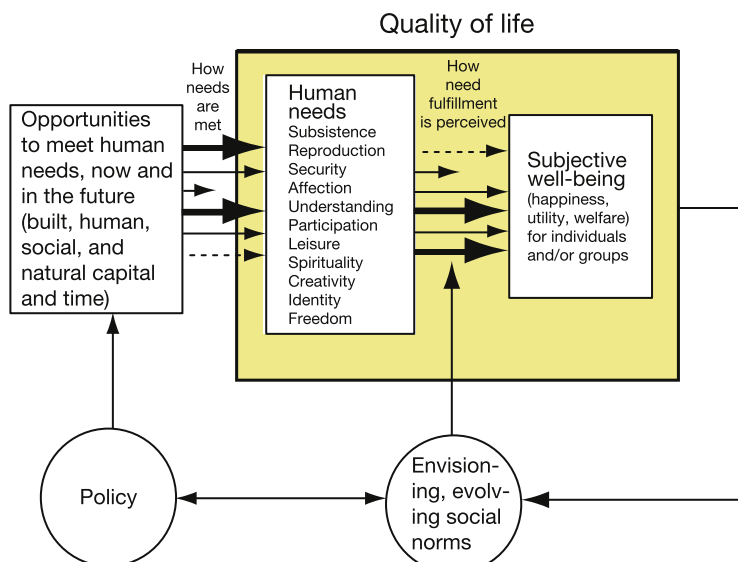 Quality of life
How
needs
are
met
Opportunities
to meet human
needs, now and
in the future
(built, human,
social, and
natural capital
and time)
Human
needs
Subsistence
Reproduction
Security
Affection
Understanding
Participation
Leisure
Spirituality
Creativity
Identity
Freedom
How
need
fulfillment
is perceived
Subjective
well-being
(happiness,
utility, welfare)
for individuals
and/or groups
Policy
Envision-
ing, evolv-
ing social
norms